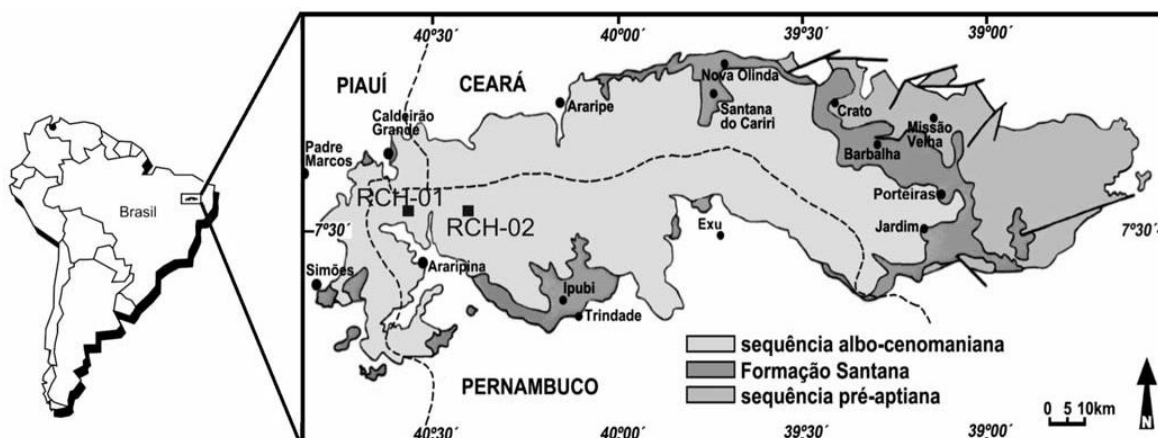 40°30´
40°00´
39°30´
39°00´
PIAUÍ
CEARÁ
Nova Olinda
Caldeirão
Grande
Araripe
Santana
do Cariri
Crato
Missão
Velha
Padre
Marcos
Barbalha
Brasil
RCH-01
Porteiras
RCH-02
Exu
Jardim
7°30´
7°30´
Simões
Araripina
Ipubi
Trindade
sequência albo-cenomaniana
Formação Santana
sequência pré-aptiana
PERNAMBUCO
0 5 10km
N
40°30´
40°00´
39°30´
39°00´